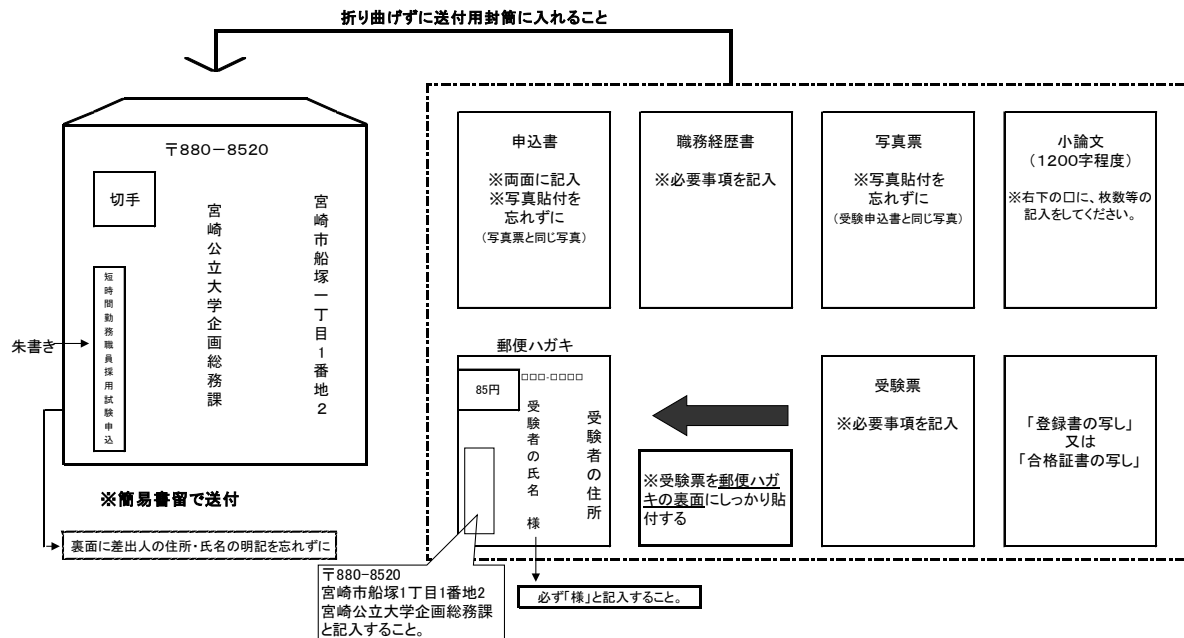 折り曲げずに送付用封筒に入れること
〒880－8520
切手
宮崎市船塚一丁目1番地2
宮崎公立大学企画総務課
短時間勤務職員採用試験申込
朱書き
※簡易書留で送付
裏面に差出人の住所・氏名の明記を忘れずに
申込書
※両面に記入
※写真貼付を
忘れずに
(写真票と同じ写真)
職務経歴書
※必要事項を記入
写真票
※写真貼付を
忘れずに
(受験申込書と同じ写真)
小論文
(1200字程度)
※右下の口に、枚数等の
記入をしてください。
郵便ハガキ
85円
□□□-□□□□
受験者の住所
受験者の氏名 様
〒880-8520
宮崎市船塚1丁目1番地2
宮崎公立大学企画総務課
と記入すること。
必ず「様」と記入すること。
※受験票を郵便ハガ
キの裏面にしっかり貼
付する
受験票
※必要事項を記入
「登録書の写し」
又は
「合格証書の写し」